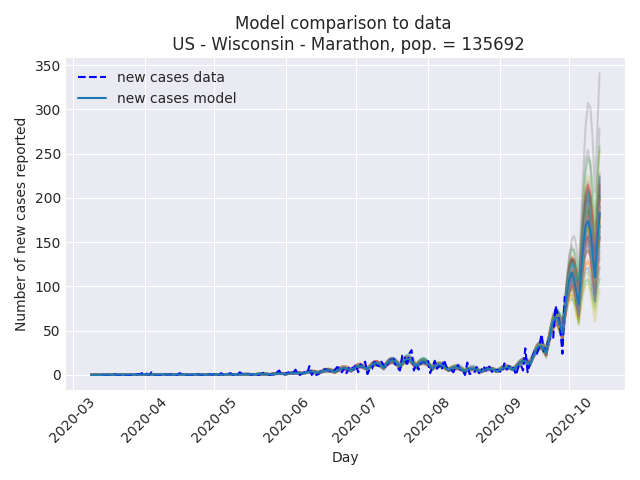 Model comparison to data
US - Wisconsin - Marathon, pop. = 135692
new cases data
new cases model
Number of new cases reported
350
300
250
200
150
100
50
0
2020-03
2020-04
2020-05
2020-06
2020-07
2020-08
2020-09
2020-10
Day